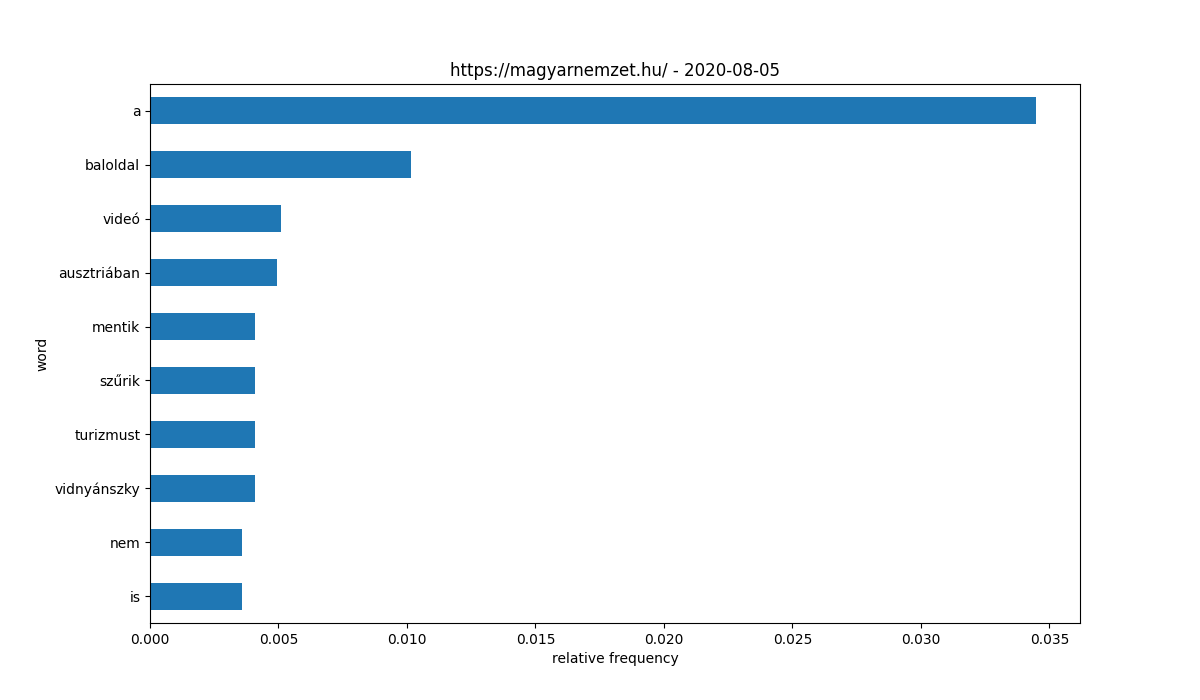 https://magyarnemzet.hu/ - 2020-08-05
a
baloldal
videó
ausztriában
mentik
szűrik
turizmust
vidnyánszky
nem
is
word
0.000 0.005 0.010 0.015 0.020 0.025 0.030 0.035
relative frequency